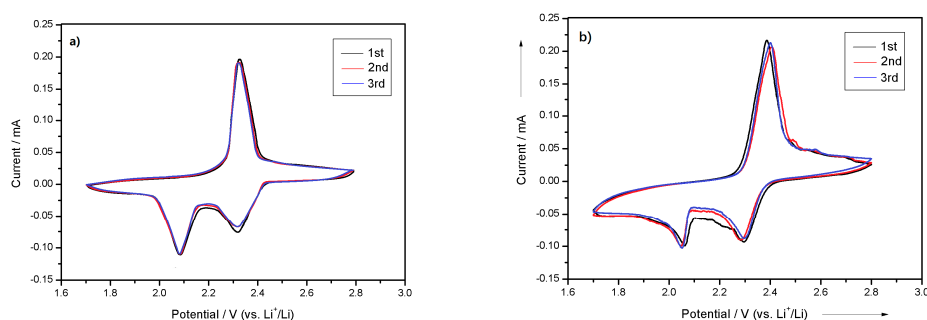 a)
1st
2nd
3rd
0.25
0.20
0.15
0.10
0.05
0.00
-0.05
-0.10
-0.15
Current / mA
1.6 1.8 2.0 2.2 2.4 2.6 2.8 3.0
Potential / V (vs. Li⁺/Li)
b)
1st
2nd
3rd
0.25
0.20
0.15
0.10
0.05
0.00
-0.05
-0.10
-0.15
Current / mA
1.6 1.8 2.0 2.2 2.4 2.6 2.8 3.0
Potential / V (vs. Li⁺/Li)